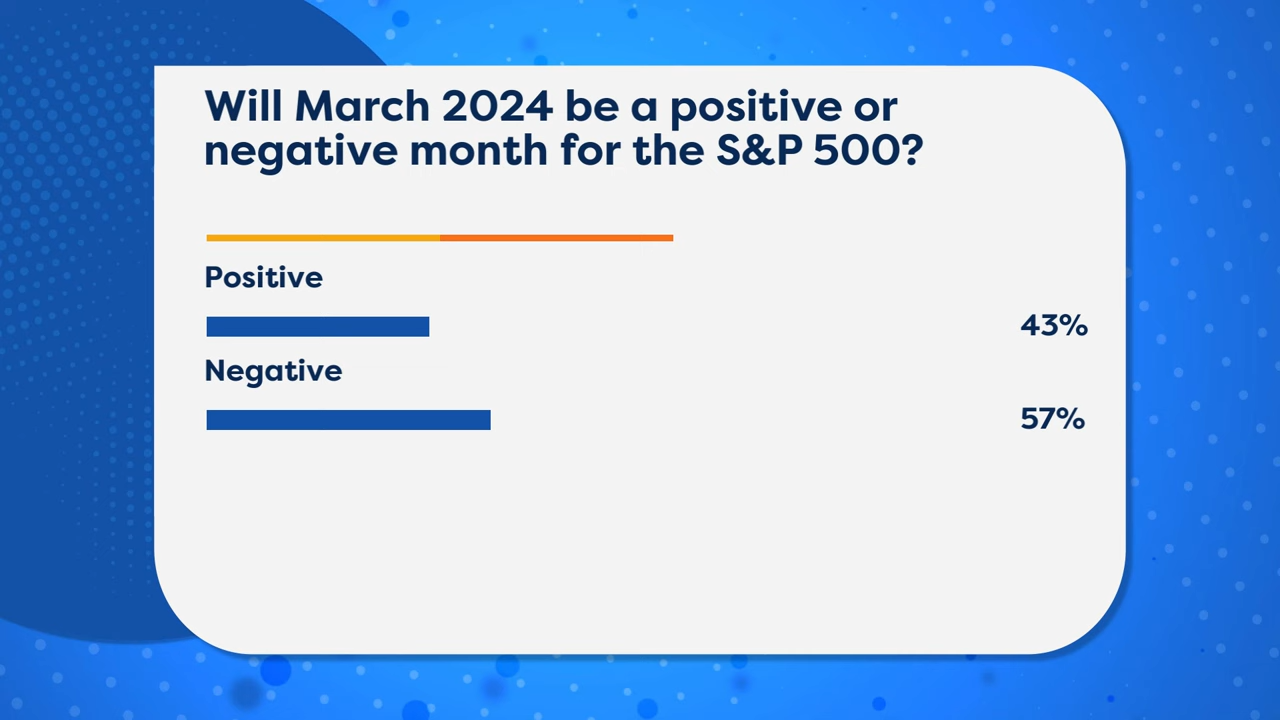 Will March 2024 be a positive or
negative month for the S&P 500?
Positive
43%
Negative
57%